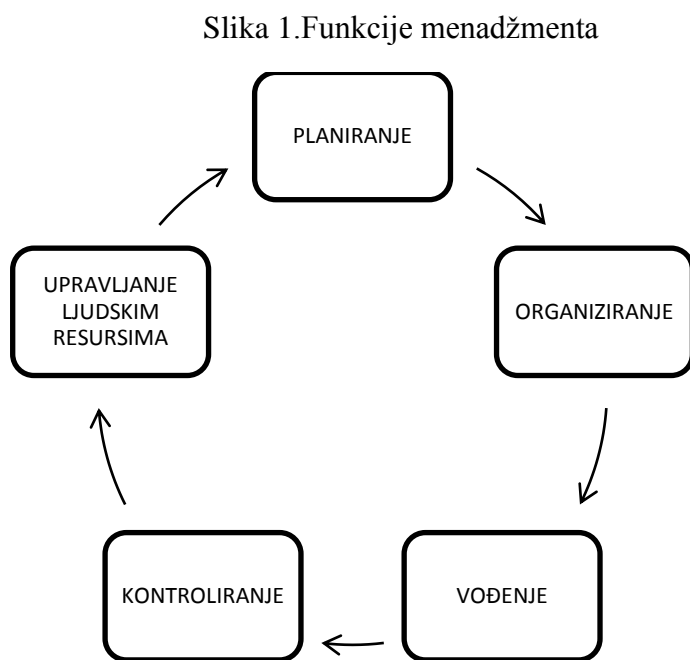 Slika 1.Funkcije menadžmenta
PLANIRANJE
ORGANIZIRANJE
VOĐENJE
KONTROLIRANJE
UPRAVLJANJE
LJUDSKIM
RESURSIMA